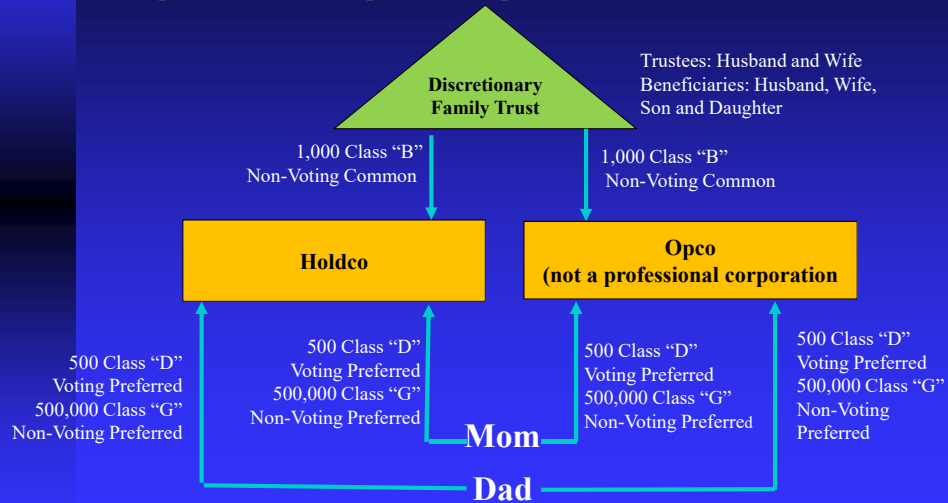 Discretionary
Family Trust
Trustees: Husband and Wife
Beneficiaries: Husband, Wife,
Son and Daughter
1,000 Class “B”
Non-Voting Common
1,000 Class “B”
Non-Voting Common
Holdco
Opco
(not a professional corporation
500 Class “D”
Voting Preferred
500,000 Class “G”
Non-Voting Preferred
500 Class “D”
Voting Preferred
500,000 Class “G”
Non-Voting Preferred
500 Class “D”
Voting Preferred
500,000 Class “G”
Non-Voting Preferred
500 Class “D”
Voting Preferred
500,000 Class “G”
Non-Voting
Preferred
Mom
Dad